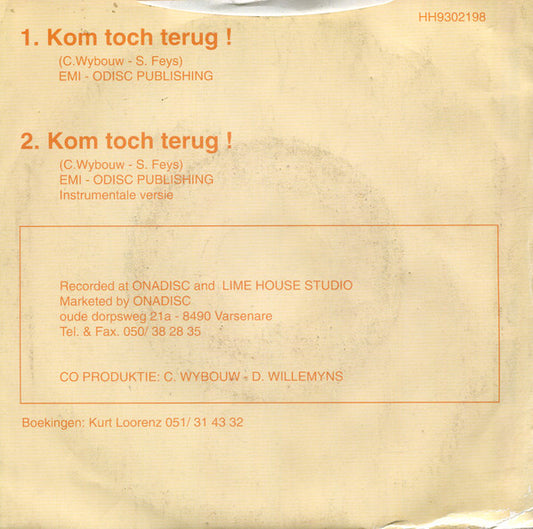 HH9302198
1. Kom toch terug !
(C.Wybouw - S. Feys)
EMI - ODISC PUBLISHING
2. Kom toch terug !
(C.Wybouw - S. Feys)
EMI - ODISC PUBLISHING
Instrumentale versie
Recorded at ONADISC and LIME HOUSE STUDIO
Marketed by ONADISC
oude dorpsweg 21a - 8490 Varsenare
Tel. & Fax. 050/ 38 28 35
CO PRODUKTIE: C. WYBOUW - D. WILLEMYNS
Boekingen: Kurt Loorenz 051/ 31 43 32